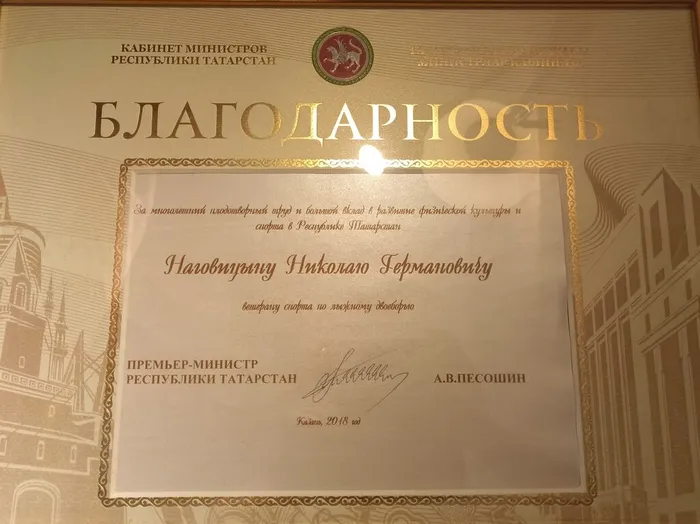 КАБИНЕТ МИНИСТРОВ
РЕСПУБЛИКИ ТАТАРСТАН
БЛАГОДАРНОСТЬ
За многолетний плодотворный труд и большой вклад в развитие физической культуры и
спорта в Республике Татарстан
Наговицыну Николаю Германовичу
ветерану спорта по лыжному двоеборью
ПРЕМЬЕР-МИНИСТР
РЕСПУБЛИКИ ТАТАРСТАН
А.В.ПЕСОШИН
Казань, 2018 год